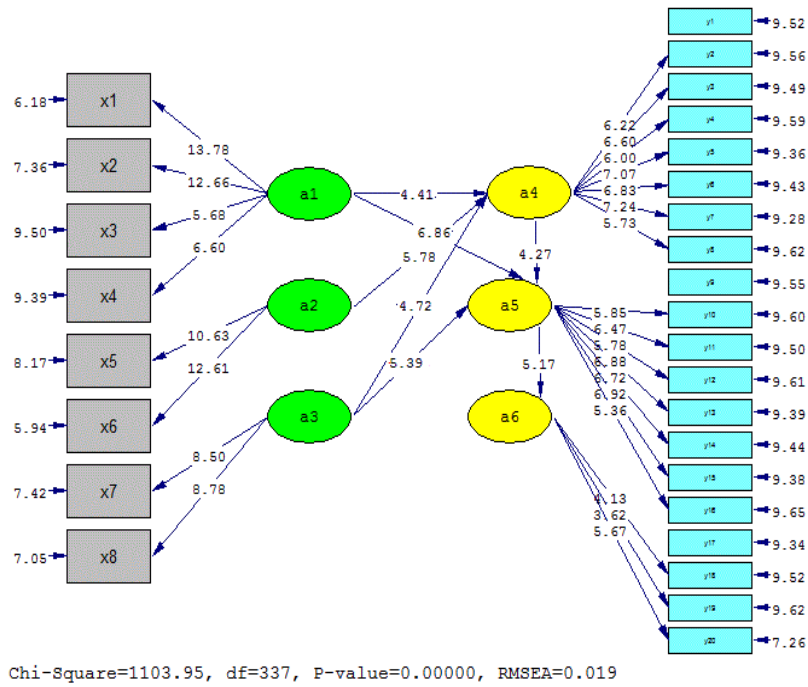 y1 9.52
y2 9.56
y3 9.49
6.18 x1
y4 9.59
6.22
6.60
13.78
y5 9.36
6.00
7.36 x2
7.07
12.66
y6 9.43
6.83
a1 4.41 a4
7.24
5.68
y7 9.28
5.73
9.50 x3
6.86
6.60
y8 9.62
5.78 4.27
y9 9.55
9.39 x4
4.72
a2 a5
5.85
y10 9.60
6.47
10.63
5.78
y11 9.50
8.17 x5
5.39 5.17
6.88
12.61
6.72
y12 9.61
6.92
5.36
y13 9.39
a3 a6
5.94 x6
y14 9.44
8.50
y15 9.38
7.42 x7
8.78
4.13
y16 9.65
3.62
5.67
y17 9.34
7.05 x8
y18 9.52
y19 9.62
y20 7.26
Chi-Square=1103.95, df=337, P-value=0.00000, RMSEA=0.019